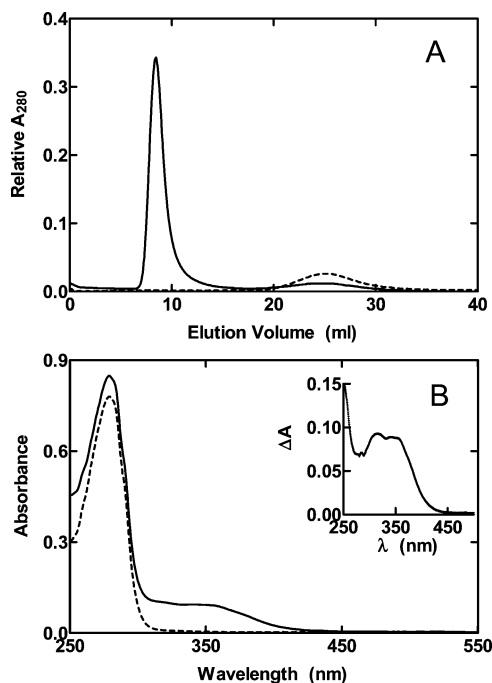 A
0.4
0.3
0.2
0.1
0.0
Relative A280
0 10 20 30 40
Elution Volume (ml)
B
0.9
0.6
0.3
0.0
Absorbance
250 350 450 550
Wavelength (nm)
0.15
0.10
0.05
0.00
ΔA
250 350 450
λ (nm)